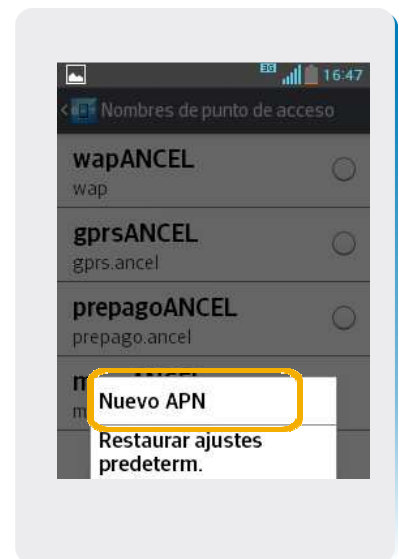 3G 16:47
Nombres de punto de acceso
wapANCEL
wap
gprsANCEL
gprs.ancel
prepagoANCEL
prepago.ancel
Nuevo APN
Restaurar ajustes
predeterm.